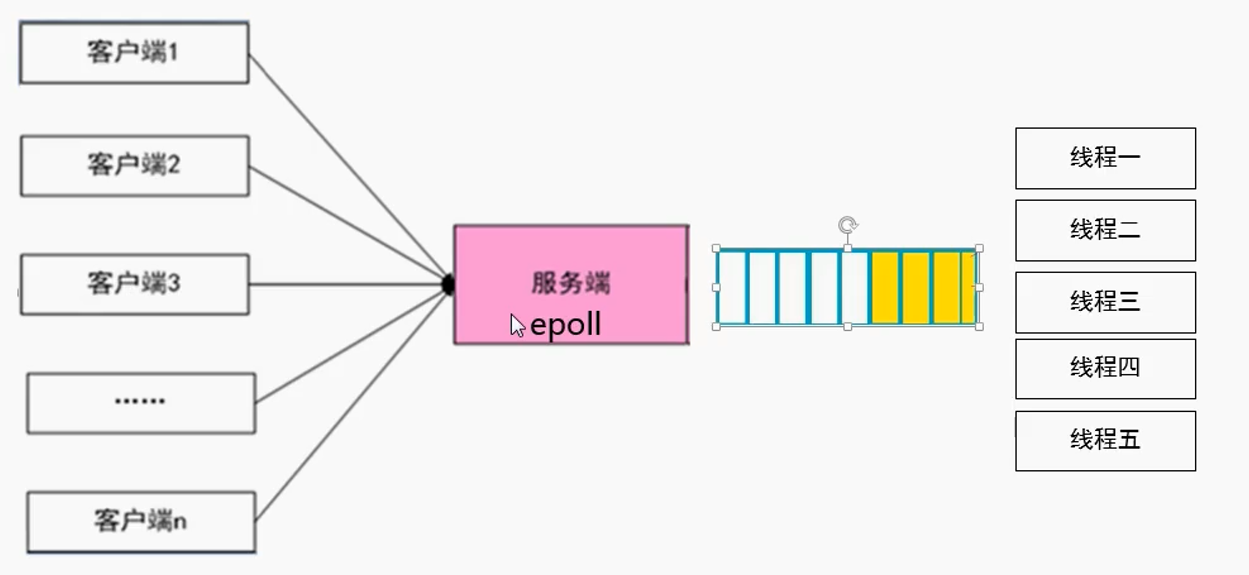 客户端1
客户端2
客户端3
……
客户端n
服务端
epoll
线程一
线程二
线程三
线程四
线程五